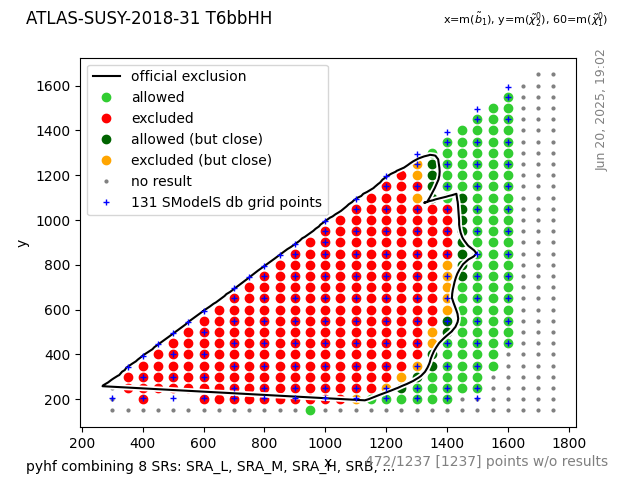 ATLAS-SUSY-2018-31 T6bbHH
x=m(b̃₁), y=m(χ̃₂⁰), 60=m(χ̃₁⁰)
Jun 20, 2025, 19:02
official exclusion
allowed
excluded
allowed (but close)
excluded (but close)
no result
131 SModelS db grid points
y
1600
1400
1200
1000
800
600
400
200
200 400 600 800 1000 1200 1400 1600 1800
x
472/1237 [1237] points w/o results
pyhf combining 8 SRs: SRA_L, SRA_M, SRA_H, SRB, ...